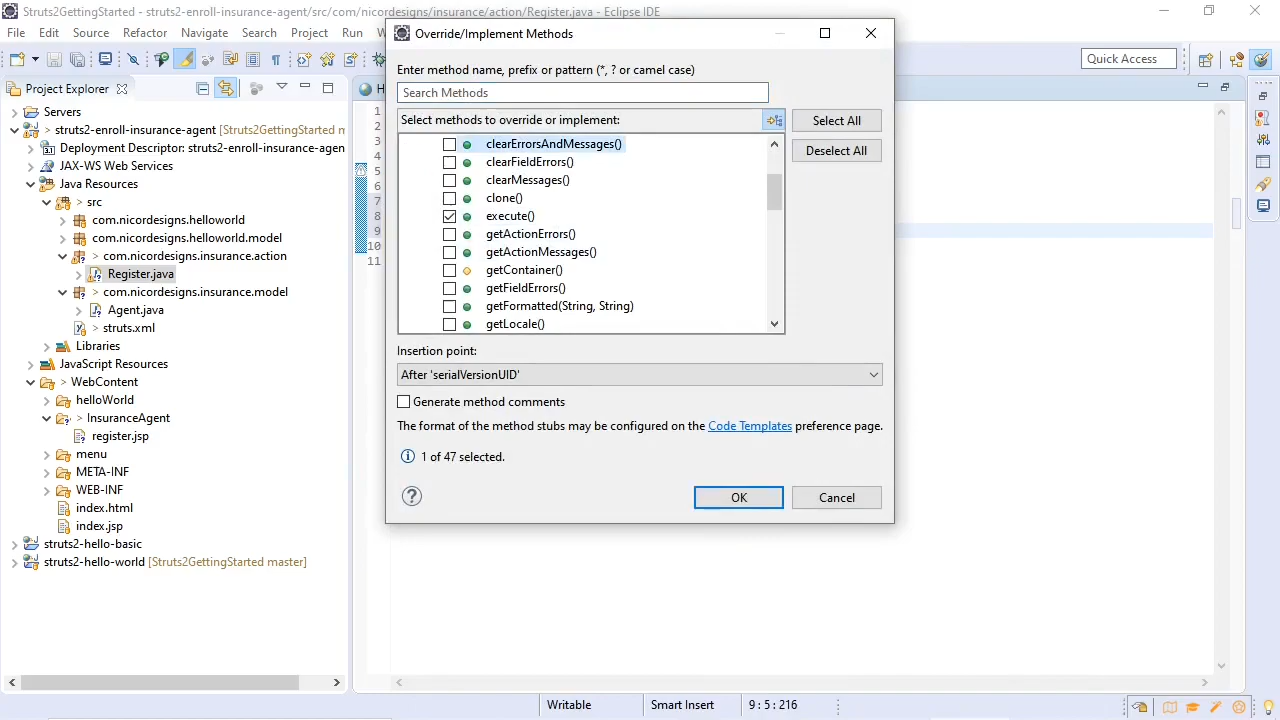 Struts2GettingStarted - struts2-enroll-insurance-agent/src/com/nicordesigns/insurance/action/Register.java - Eclipse IDE
File Edit Source Refactor Navigate Search Project Run
Quick Access
Project Explorer
Servers
> struts2-enroll-insurance-agent [Struts2GettingStarted
Deployment Descriptor: struts2-enroll-insurance-agen
JAX-WS Web Services
Java Resources
> src
com.nicordesigns.helloworld
com.nicordesigns.helloworld.model
> com.nicordesigns.insurance.action
> Register.java
> com.nicordesigns.insurance.model
> Agent.java
> struts.xml
Libraries
JavaScript Resources
> WebContent
helloWorld
> InsuranceAgent
register.jsp
menu
META-INF
WEB-INF
index.html
index.jsp
struts2-hello-basic
struts2-hello-world [Struts2GettingStarted master]
1
2
3
4
5
6
7
8
9
10
11
Override/Implement Methods
Enter method name, prefix or pattern (*, ? or camel case)
Search Methods
Select methods to override or implement:
Select All
Deselect All
clearErrorsAndMessages()
clearFieldErrors()
clearMessages()
clone()
execute()
getActionErrors()
getActionMessages()
getContainer()
getFieldErrors()
getFormatted(String, String)
getLocale()
Insertion point:
After 'serialVersionUID'
Generate method comments
The format of the method stubs may be configured on the Code Templates preference page.
1 of 47 selected.
OK
Cancel
Writable
Smart Insert
9 : 5 : 216